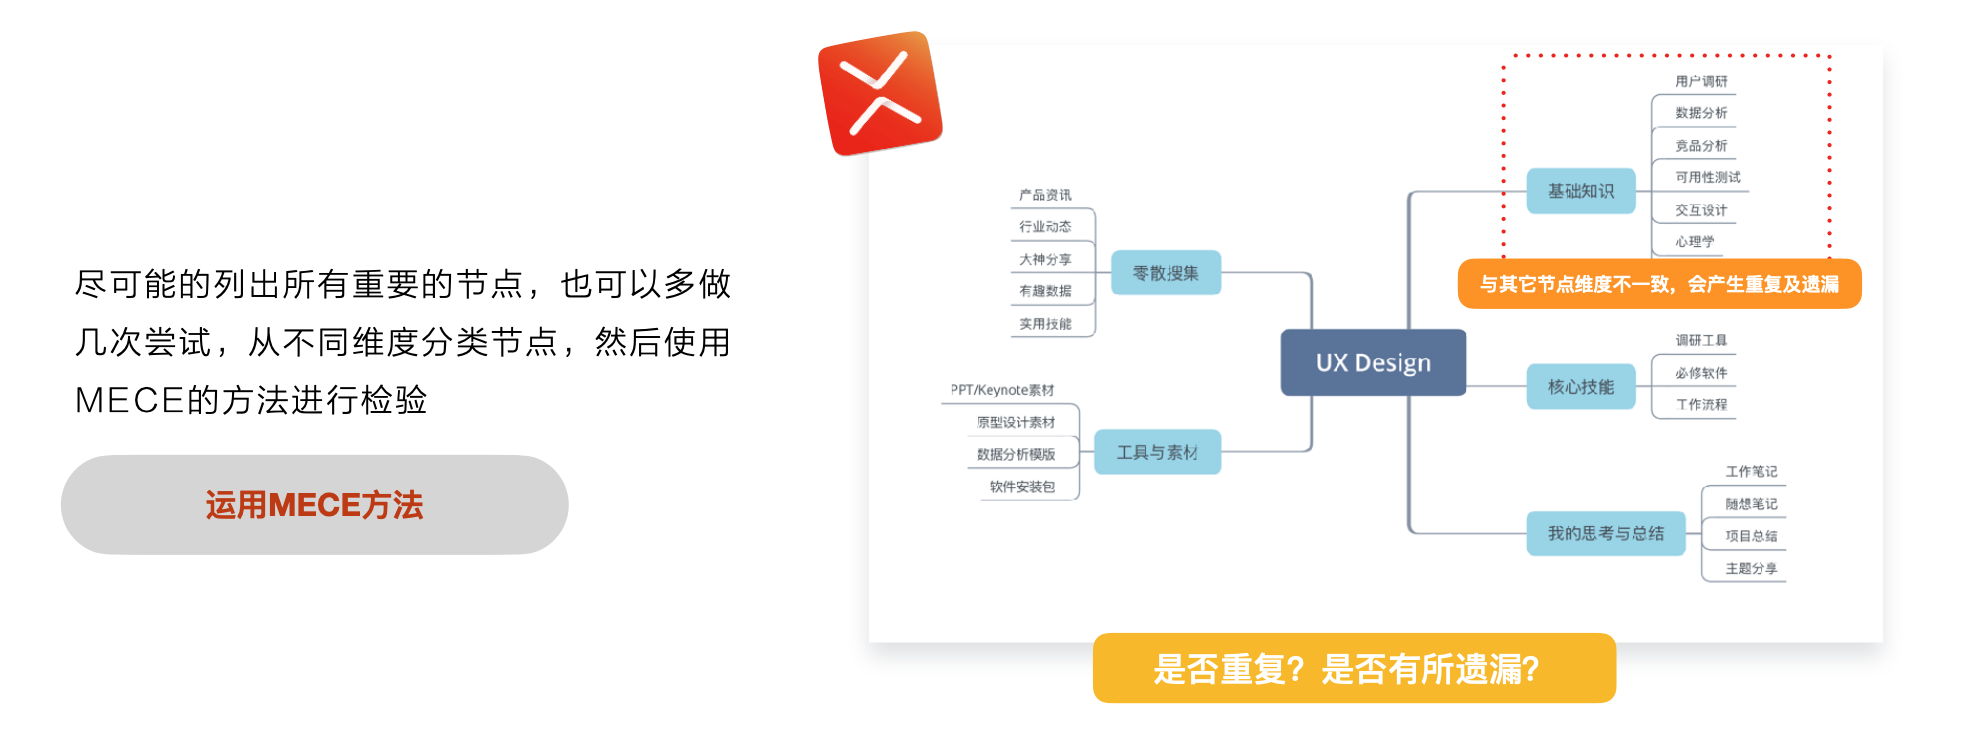 尽可能的列出所有重要的节点，也可以多做
几次尝试，从不同维度分类节点，然后使用
MECE的方法进行检验
运用MECE方法
UX Design
零散搜集
产品资讯
行业动态
大神分享
有趣数据
实用技能
工具与素材
PPT/Keynote素材
原型设计素材
数据分析模版
软件安装包
基础知识
用户调研
数据分析
竞品分析
可用性测试
交互设计
心理学
与其它节点维度不一致，会产生重复及遗漏
核心技能
调研工具
必修软件
工作流程
我的思考与总结
工作笔记
随想笔记
项目总结
主题分享
是否重复？是否有所遗漏？